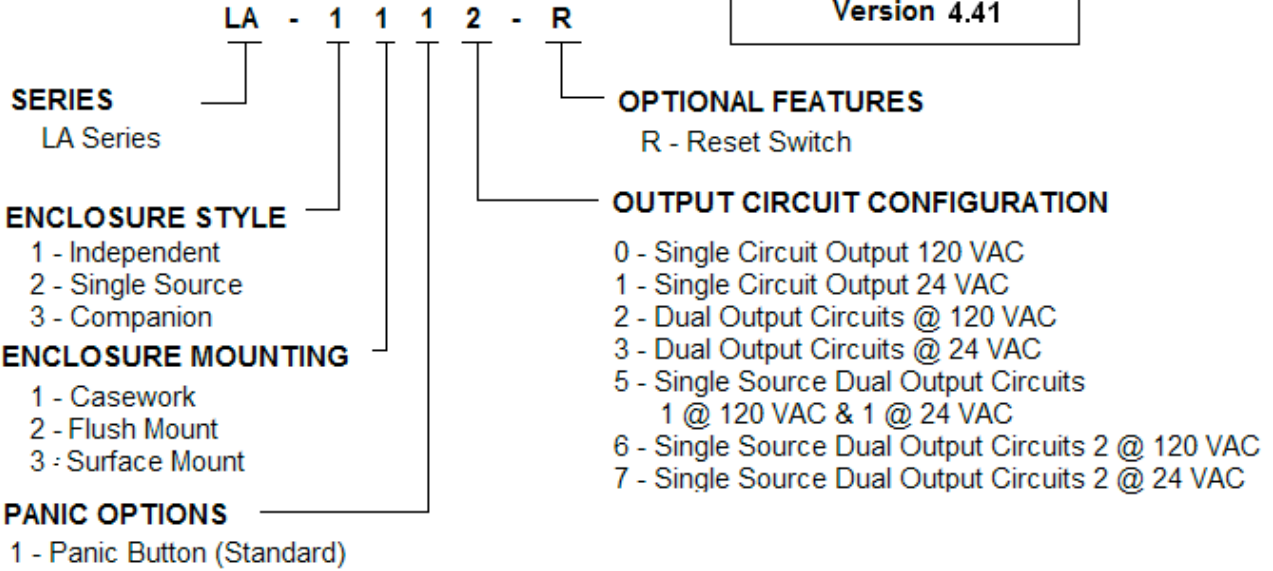 LA - 1 1 1 2 - R
Version 4.41
SERIES
LA Series
ENCLOSURE STYLE
1 - Independent
2 - Single Source
3 - Companion
ENCLOSURE MOUNTING
1 - Casework
2 - Flush Mount
3 - Surface Mount
PANIC OPTIONS
1 - Panic Button (Standard)
OPTIONAL FEATURES
R - Reset Switch
OUTPUT CIRCUIT CONFIGURATION
0 - Single Circuit Output 120 VAC
1 - Single Circuit Output 24 VAC
2 - Dual Output Circuits @ 120 VAC
3 - Dual Output Circuits @ 24 VAC
5 - Single Source Dual Output Circuits
1 @ 120 VAC & 1 @ 24 VAC
6 - Single Source Dual Output Circuits 2 @ 120 VAC
7 - Single Source Dual Output Circuits 2 @ 24 VAC